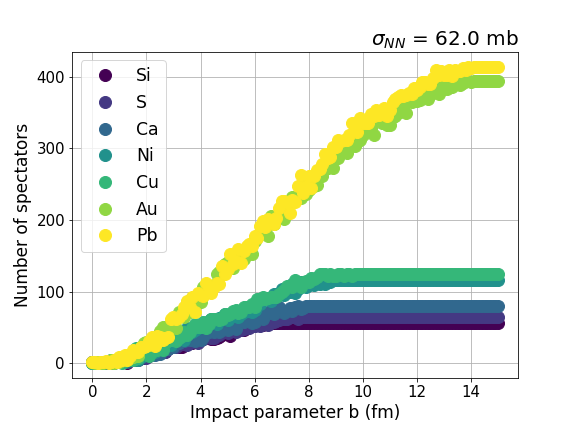 σNN = 62.0 mb
400
300
200
100
0
Number of spectators
Si
S
Ca
Ni
Cu
Au
Pb
0 2 4 6 8 10 12 14
Impact parameter b (fm)